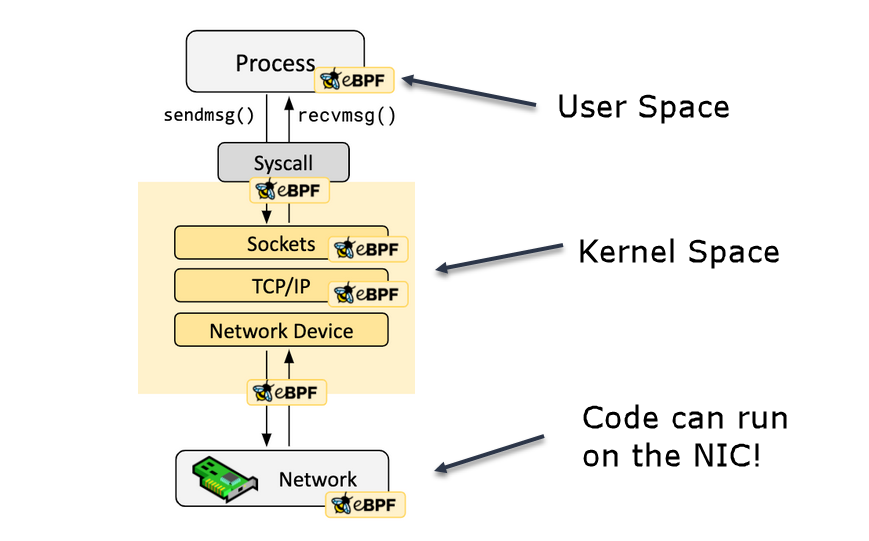 Process
eBPF
User Space
sendmsg()
recvmsg()
Syscall
eBPF
Sockets
eBPF
Kernel Space
TCP/IP
eBPF
Network Device
eBPF
Code can run
on the NIC!
Network
eBPF